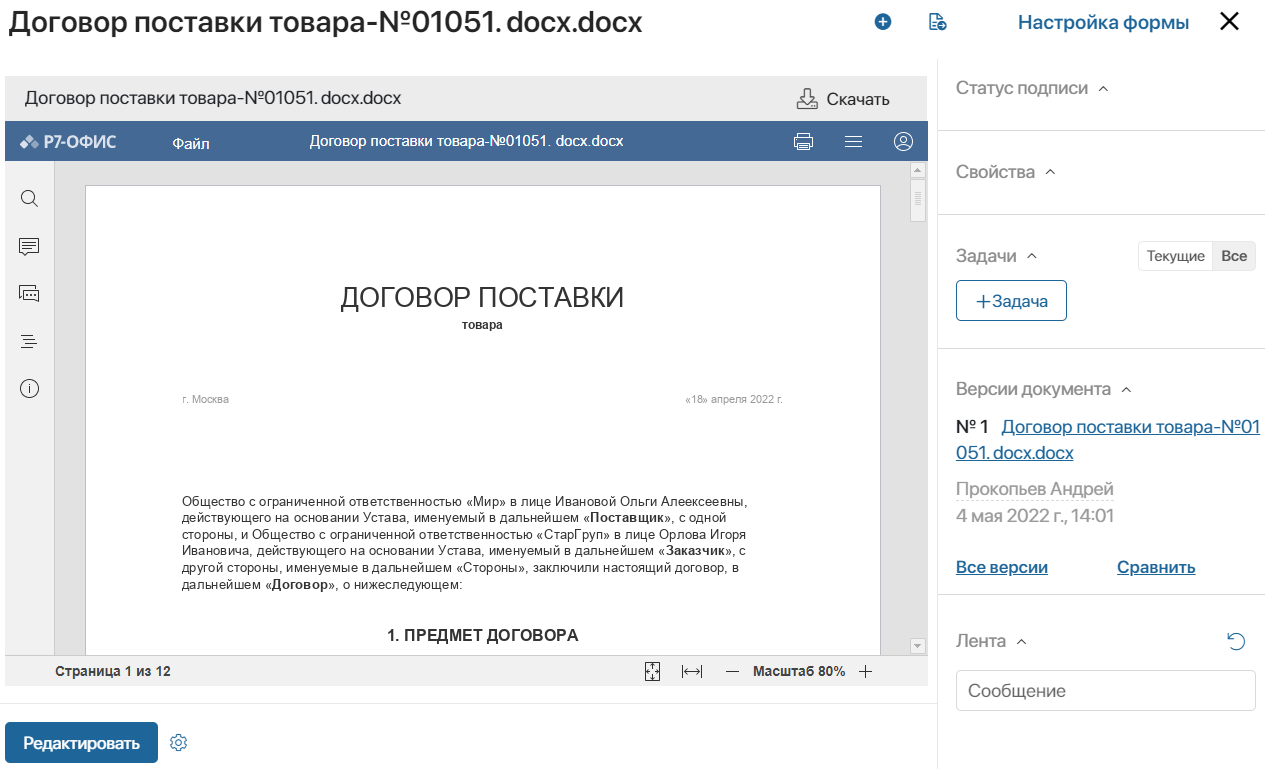 Договор поставки товара-№01051. docx.docx
Настройка формы
Договор поставки товара-№01051. docx.docx
Скачать
Р7-ОФИС
Файл
Договор поставки товара-№01051. docx.docx
ДОГОВОР ПОСТАВКИ
товара
г. Москва
«18» апреля 2022 г.
Общество с ограниченной ответственностью «Мир» в лице Ивановой Ольги Алеексеевны,
действующего на основании Устава, именуемый в дальнейшем «Поставщик», с одной
стороны, и Общество с ограниченной ответственностью «СтарГруп» в лице Орлова Игоря
Ивановича, действующего на основании Устава, именуемый в дальнейшем «Заказчик», с
другой стороны, именуемые в дальнейшем «Стороны», заключили настоящий договор, в
дальнейшем «Договор», о нижеследующем:
1. ПРЕДМЕТ ДОГОВОРА
Страница 1 из 12
Масштаб 80%
Редактировать
Статус подписи
Свойства
Задачи
Текущие
Все
+Задача
Версии документа
№ 1 Договор поставки товара-№01
051. docx.docx
Прокопьев Андрей
4 мая 2022 г., 14:01
Все версии
Сравнить
Лента
Сообщение